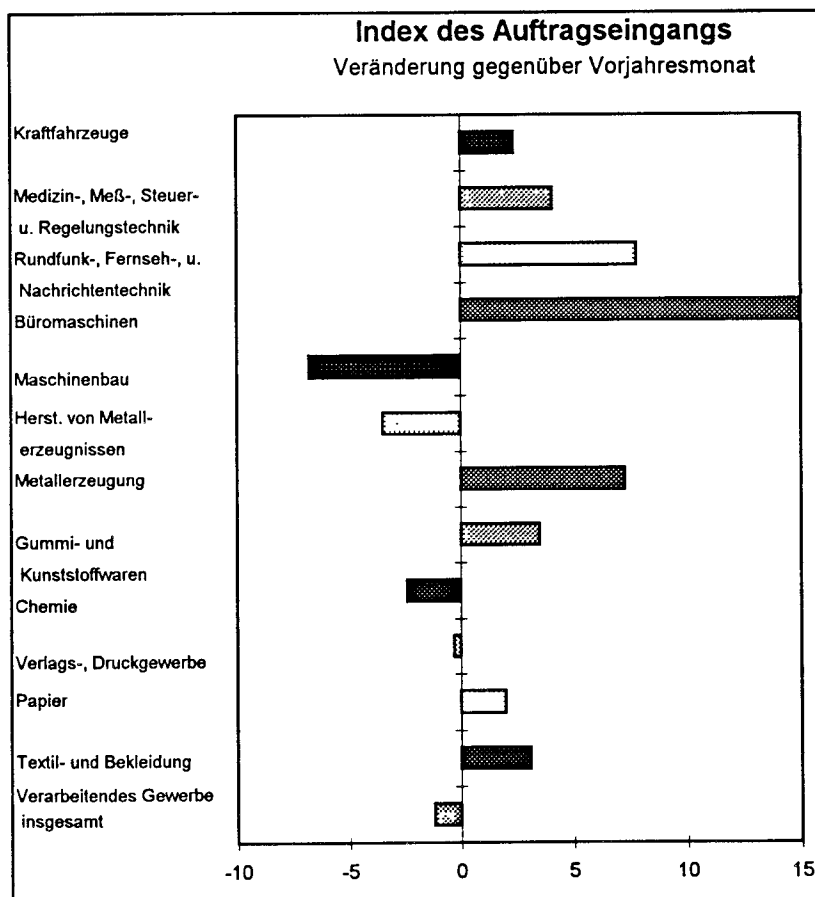 Index des Auftragseingangs
Veränderung gegenüber Vorjahresmonat
Kraftfahrzeuge
Medizin-, Meß-, Steuer-
u. Regelungstechnik
Rundfunk-, Fernseh-, u.
Nachrichtentechnik
Büromaschinen
Maschinenbau
Herst. von Metall-
erzeugnissen
Metallerzeugung
Gummi- und
Kunststoffwaren
Chemie
Verlags-, Druckgewerbe
Papier
Textil- und Bekleidung
Verarbeitendes Gewerbe
insgesamt
-10 -5 0 5 10 15